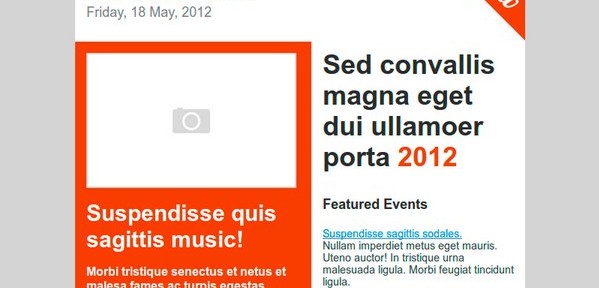 Friday, 18 May, 2012
Suspendisse quis
sagittis music!
Morbi tristique senectus et netus et
malesa fames ac turpis egestas
Sed convallis
magna eget
dui ullamoer
porta 2012
Featured Events
Suspendisse sagittis sodales.
Nullam imperdiet metus eget mauris.
Uteno auctor! In tristique urna
malesuada ligula. Morbi feugiat tincidunt
ligula.